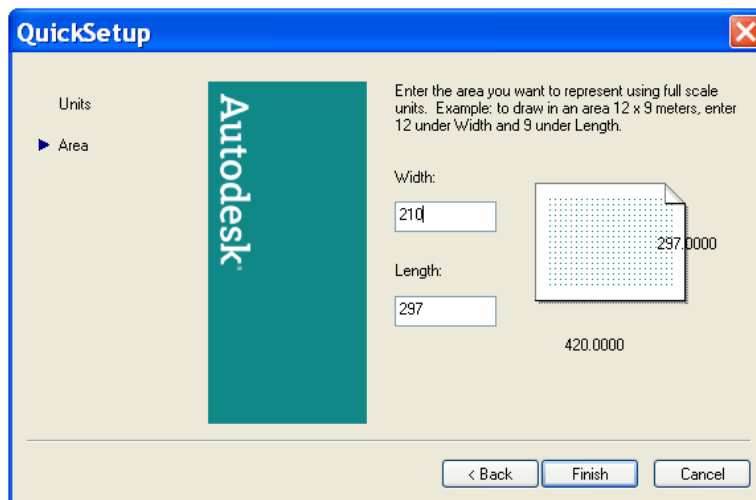 QuickSetup
Units
Area
Autodesk
Enter the area you want to represent using full scale
units. Example: to draw in an area 12 x 9 meters, enter
12 under Width and 9 under Length.
Width:
210
297.0000
Length:
297
420.0000
< Back
Finish
Cancel